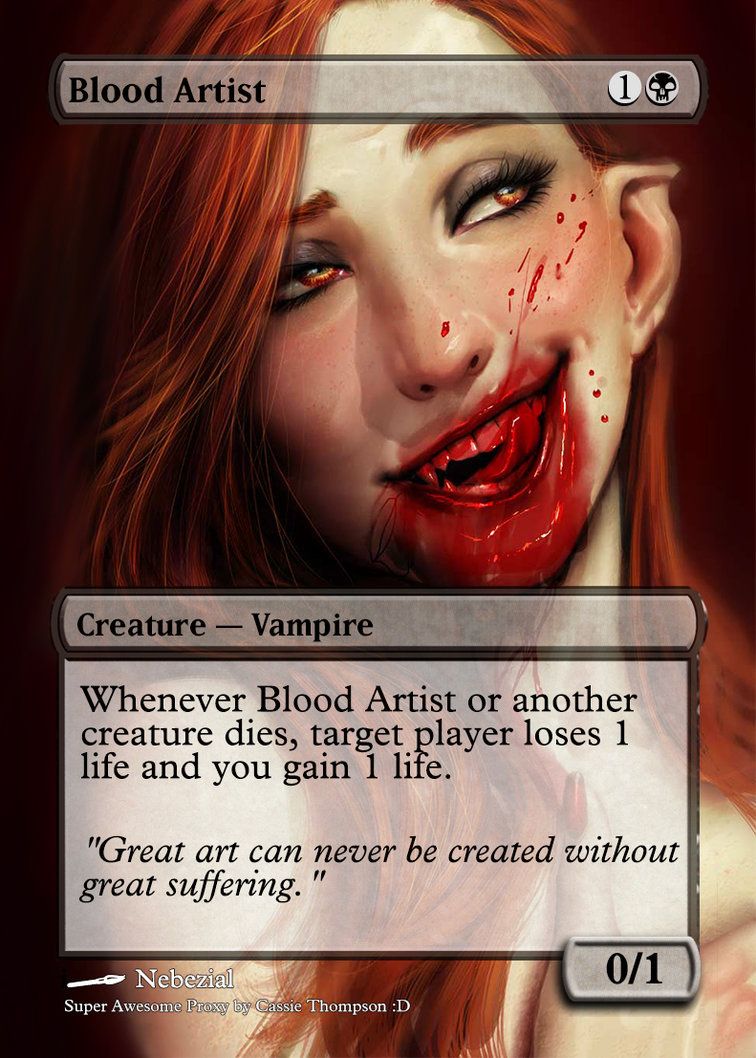 Blood Artist 1
Creature — Vampire
Whenever Blood Artist or another
creature dies, target player loses 1
life and you gain 1 life.
"Great art can never be created without
great suffering. "
0/1
Nebezial
Super Awesome Proxy by Cassie Thompson :D